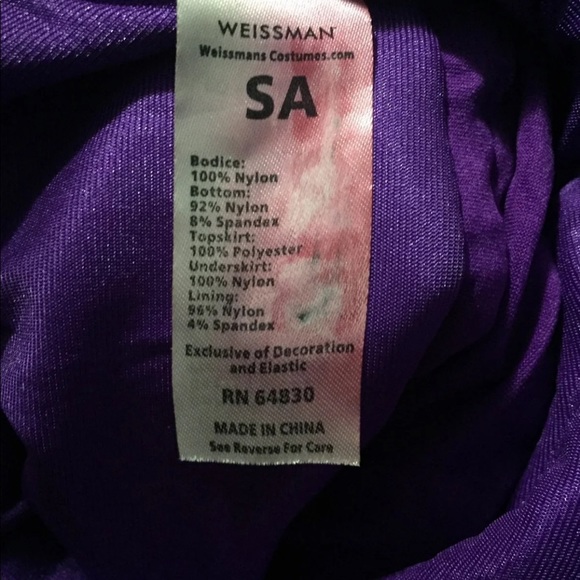 WEISSMAN
Weissmans Costumes.com
SA
Bodice:
100% Nylon
Bottom:
92% Nylon
8% Spandex
Topskirt:
100% Polyester
Underskirt:
100% Nylon
Lining:
96% Nylon
4% Spandex
Exclusive of Decoration
and Elastic
RN 64830
MADE IN CHINA
See Reverse For Care